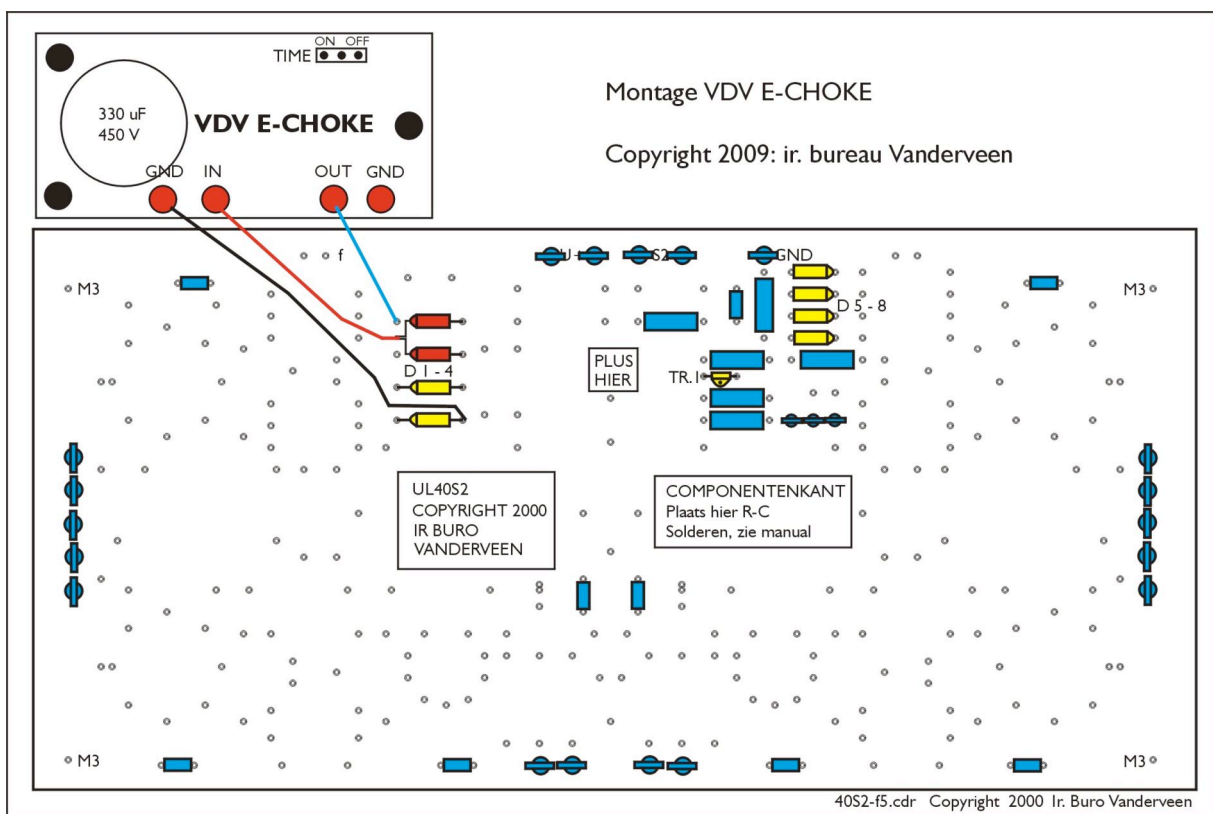 ON OFF
TIME
330 uF
450 V
VDV E-CHOKE
GND IN OUT GND
Montage VDV E-CHOKE
Copyright 2009: ir. bureau Vanderveen
f
S2
GND
M3
M3
D 5 - 8
D 1 - 4
PLUS
HIER
TR.1
UL40S2
COPYRIGHT 2000
IR BURO
VANDERVEEN
COMPONENTENKANT
Plaats hier R-C
Solderen, zie manual
M3
M3
40S2-f5.cdr Copyright 2000 Ir. Buro Vanderveen